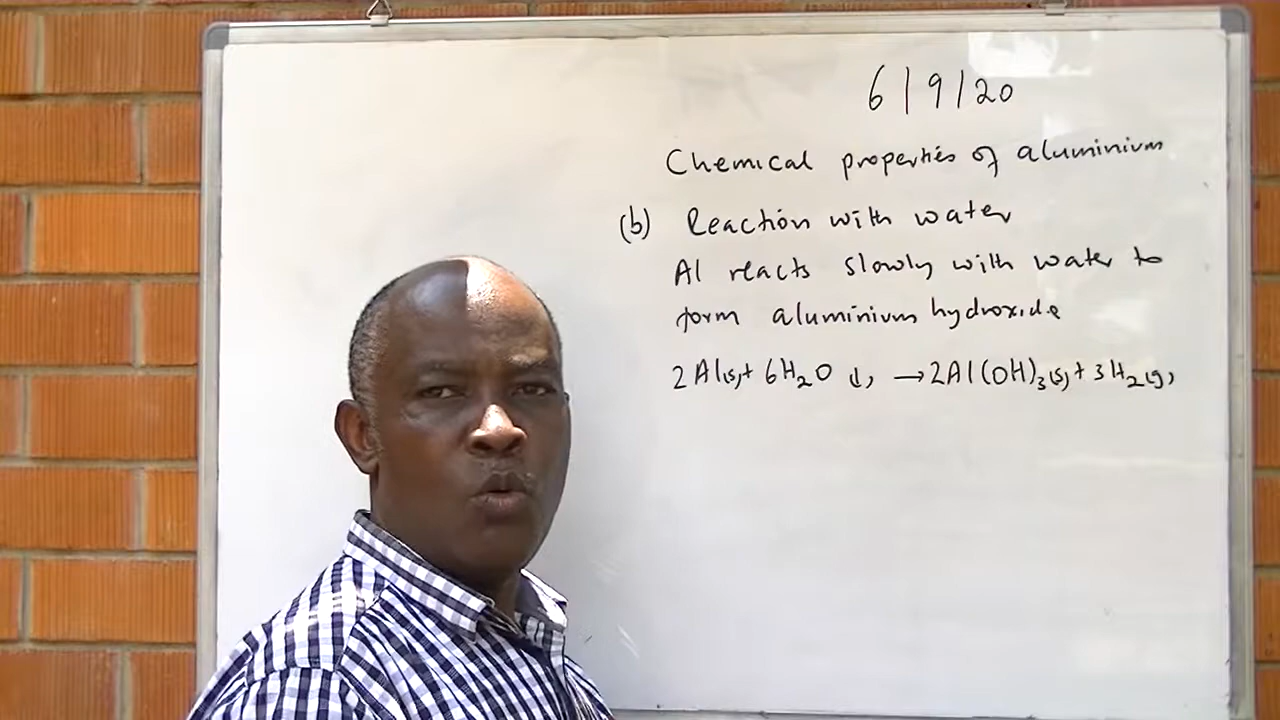 6/9/20
Chemical properties of aluminium
(b) Reaction with water
Al reacts slowly with water to
form aluminium hydroxide
2Al(s) + 6H₂O (l) → 2Al(OH)₃(s) + 3H₂(g)